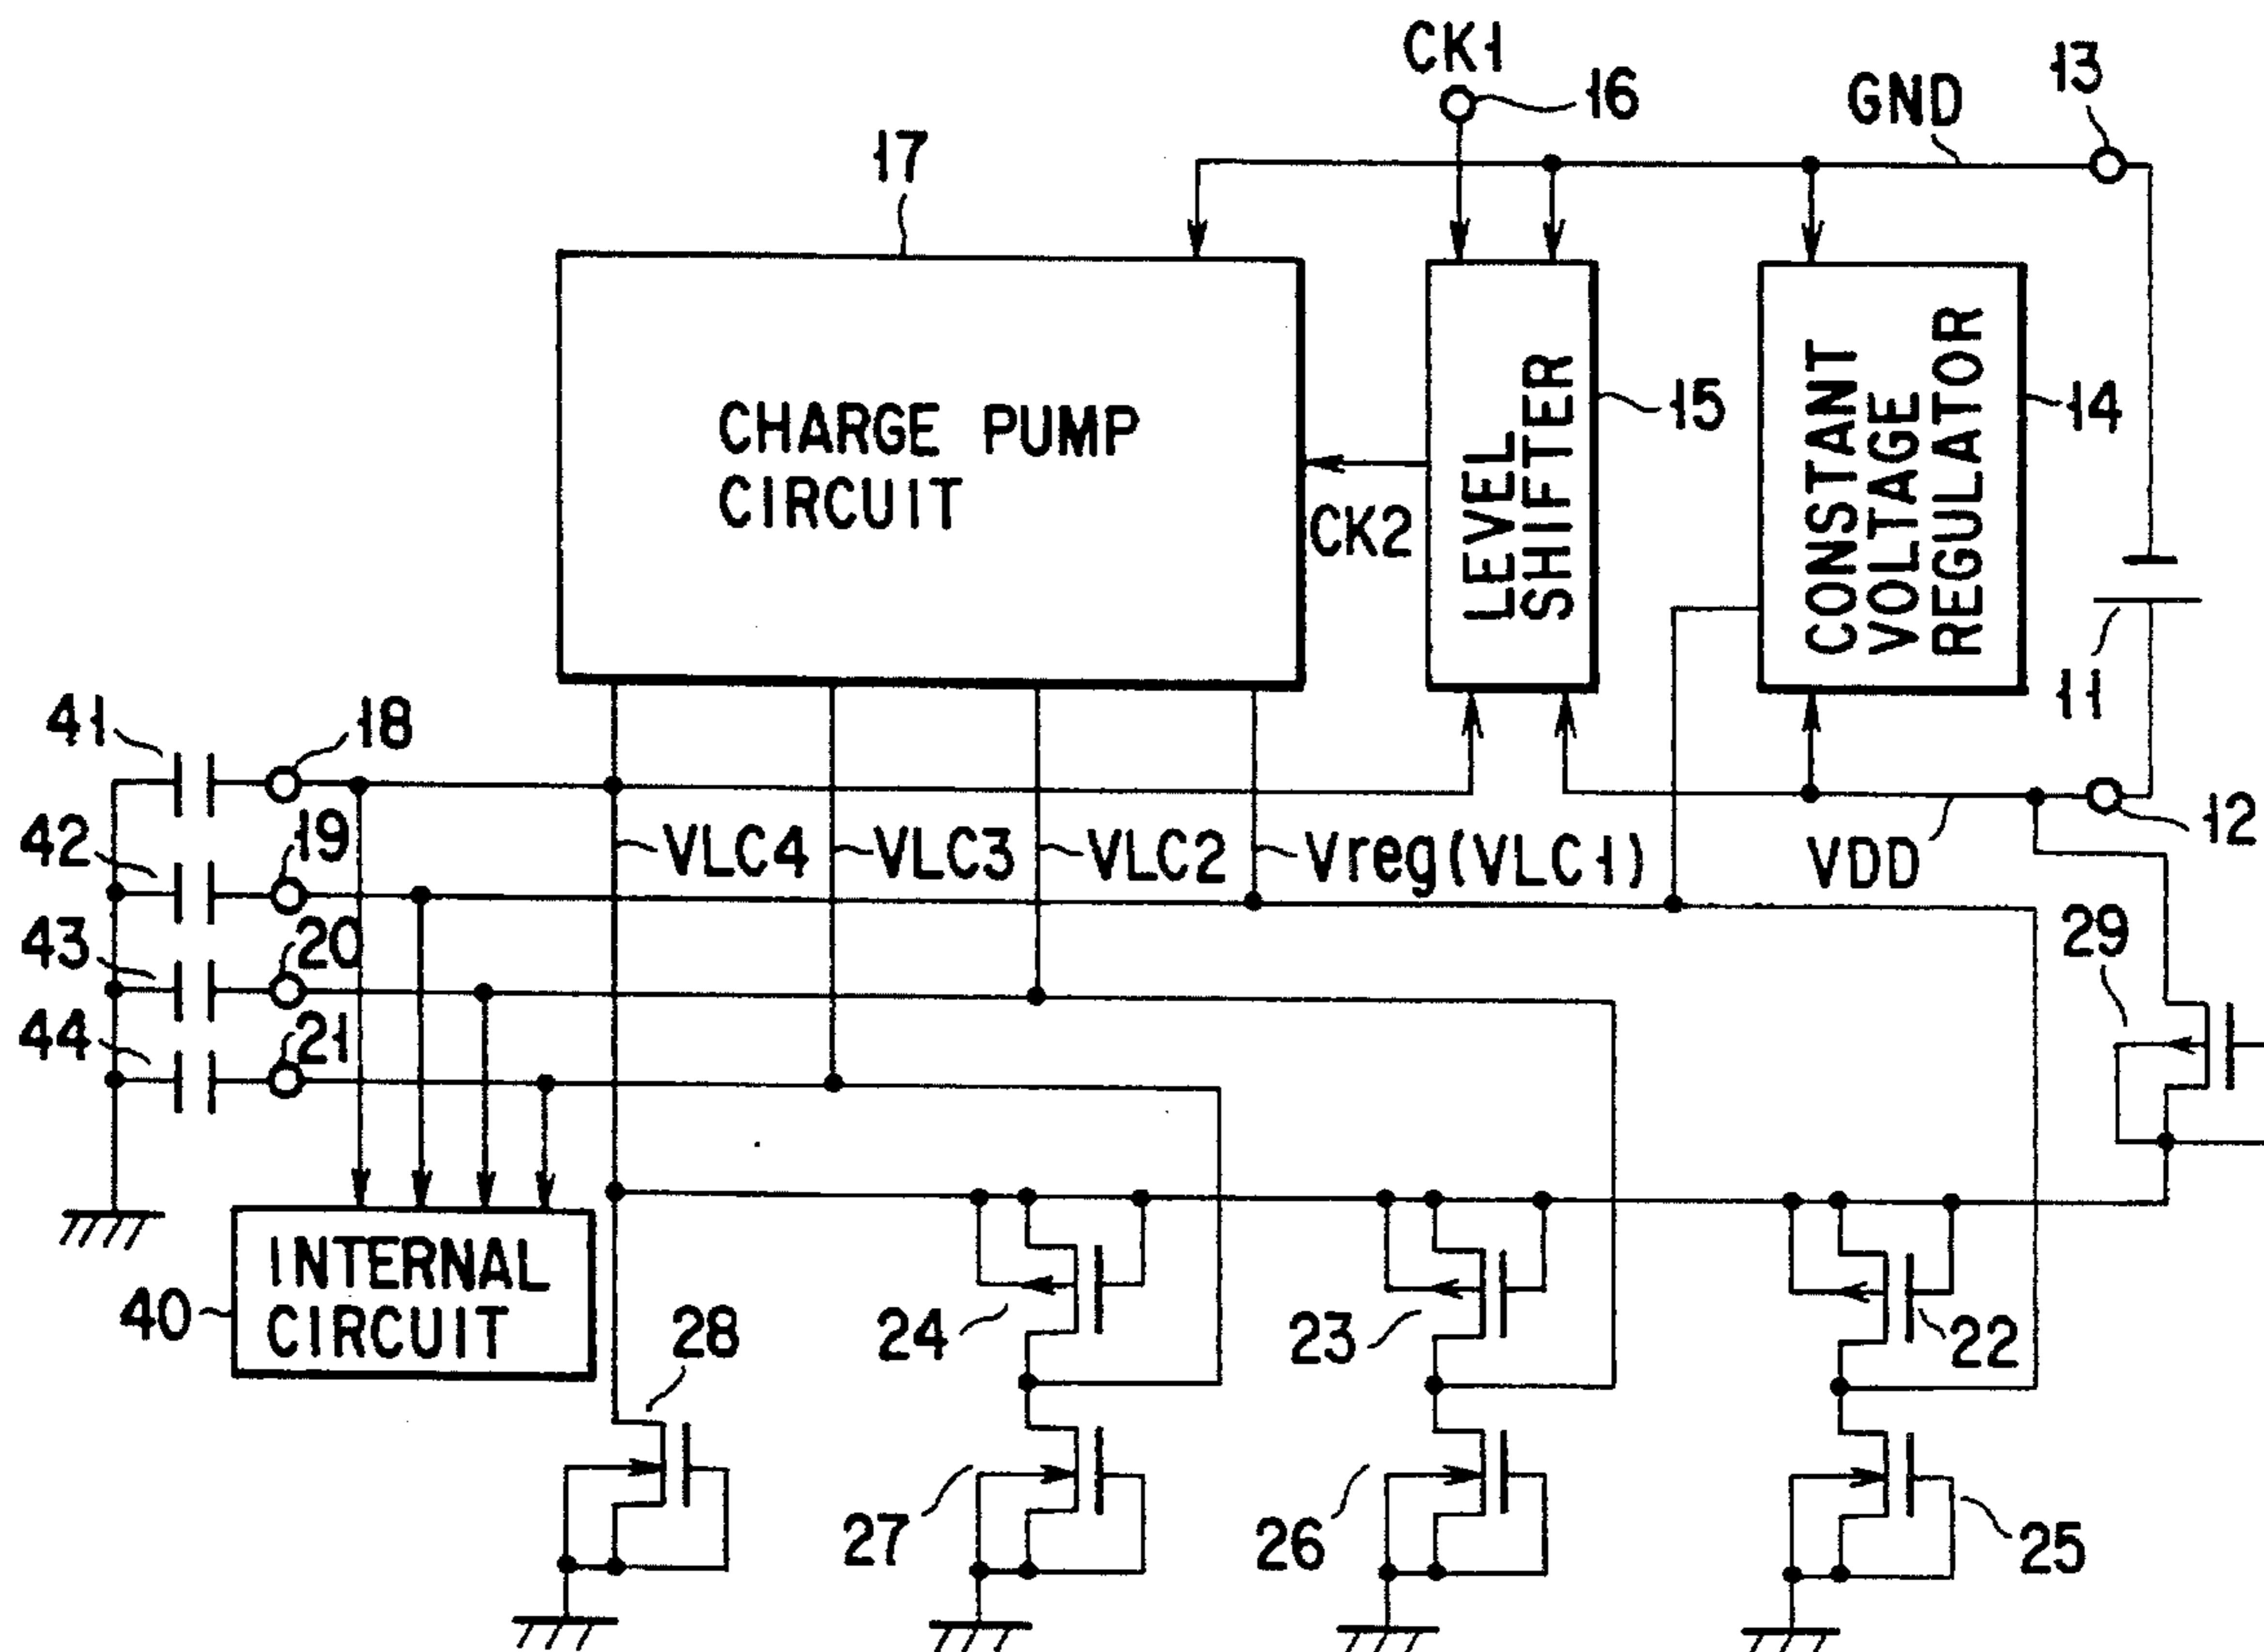 CK1
16
GND
13
17
CHARGE PUMP
CIRCUIT
CK2
LEVEL
SHIFTER
15
CONSTANT
VOLTAGE
REGULATOR
14
11
41
18
42
19
VLC4
VLC3
VLC2
Vreg(VLC1)
VDD
12
43
20
29
44
21
INTERNAL
CIRCUIT
40
28
24
23
22
27
26
25